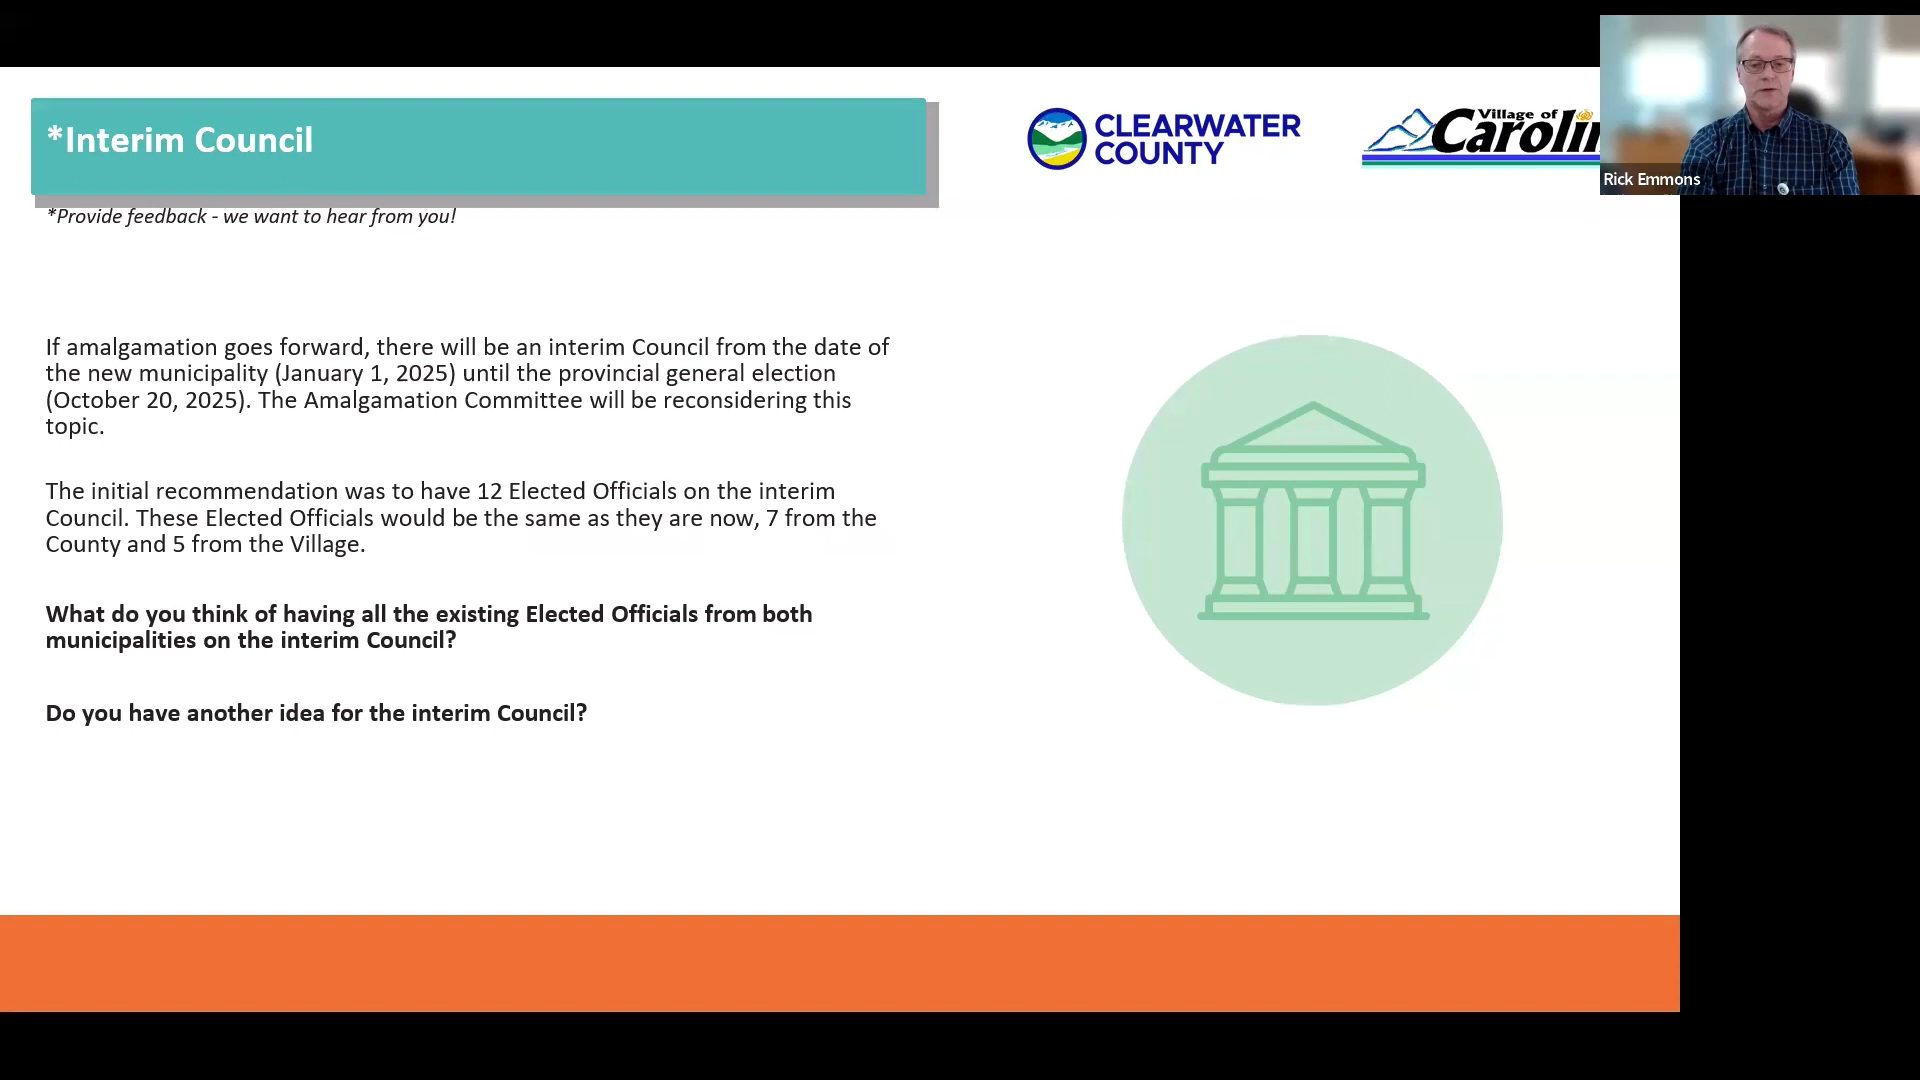 *Interim Council
CLEARWATER
COUNTY
Village of
Rick Emmons
*Provide feedback - we want to hear from you!
If amalgamation goes forward, there will be an interim Council from the date of
the new municipality (January 1, 2025) until the provincial general election
(October 20, 2025). The Amalgamation Committee will be reconsidering this
topic.
The initial recommendation was to have 12 Elected Officials on the interim
Council. These Elected Officials would be the same as they are now, 7 from the
County and 5 from the Village.
What do you think of having all the existing Elected Officials from both
municipalities on the interim Council?
Do you have another idea for the interim Council?